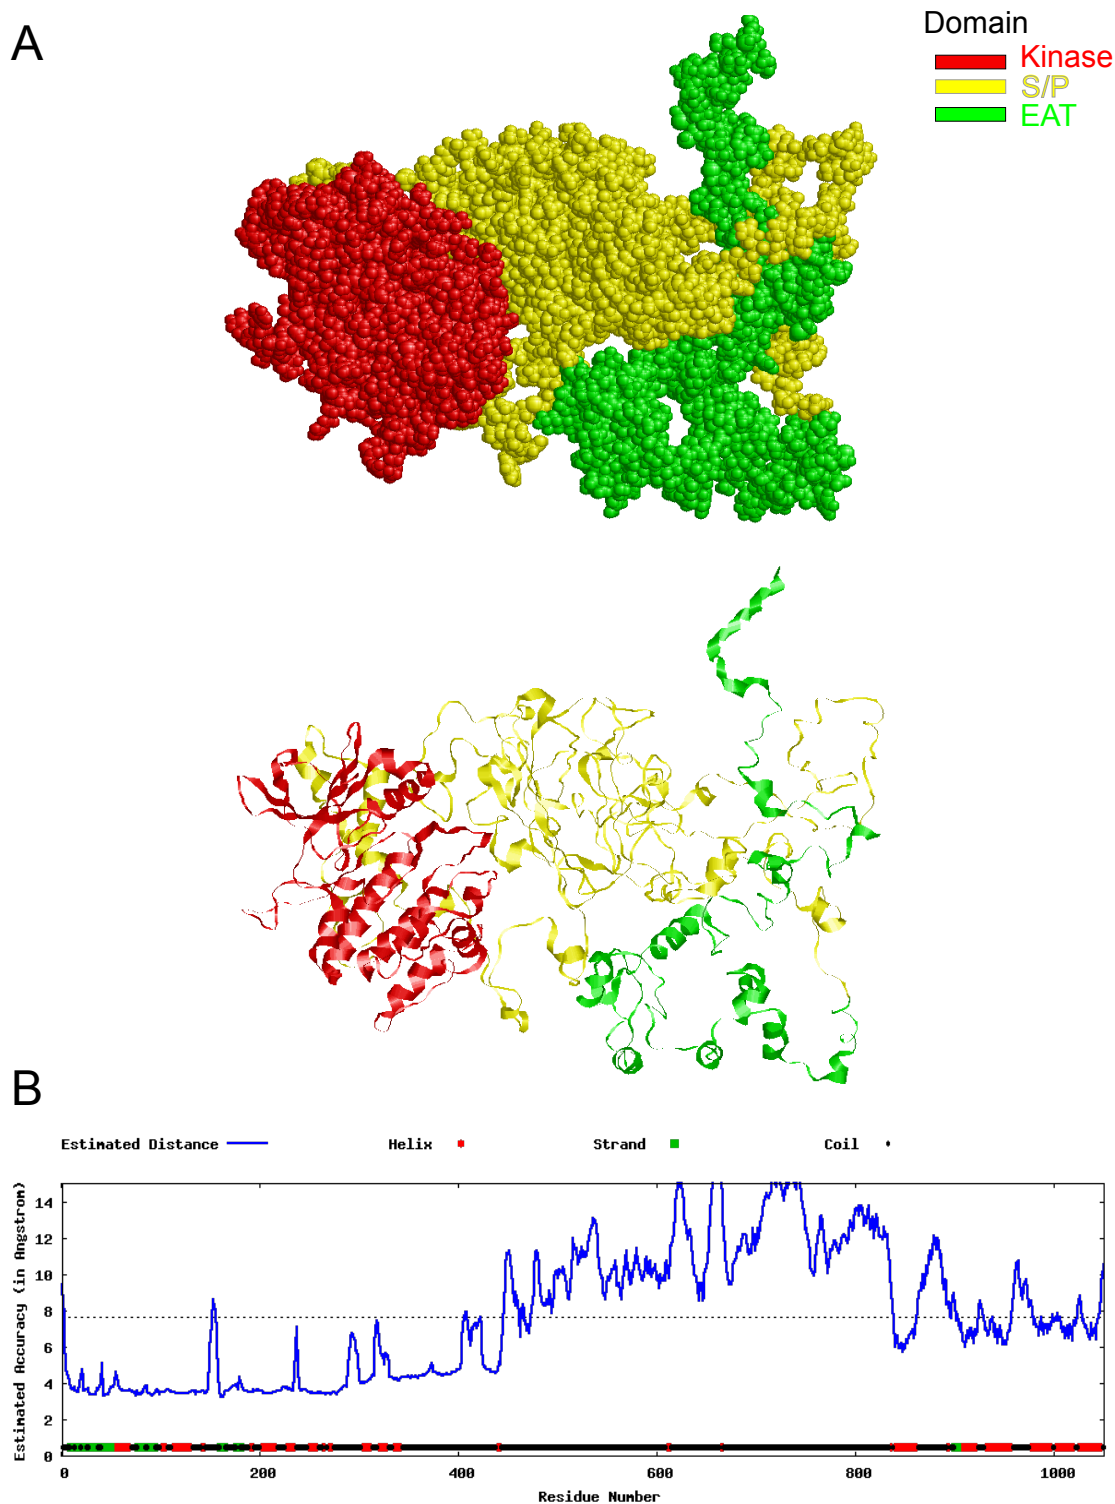 A
Domain
Kinase
S/P
EAT
B
Estimated Distance
Helix
Strand
Coil
Estimated Accuracy (in Angstrom)
14
12
10
8
6
4
2
0
0 200 400 600 800 1000
Residue Number